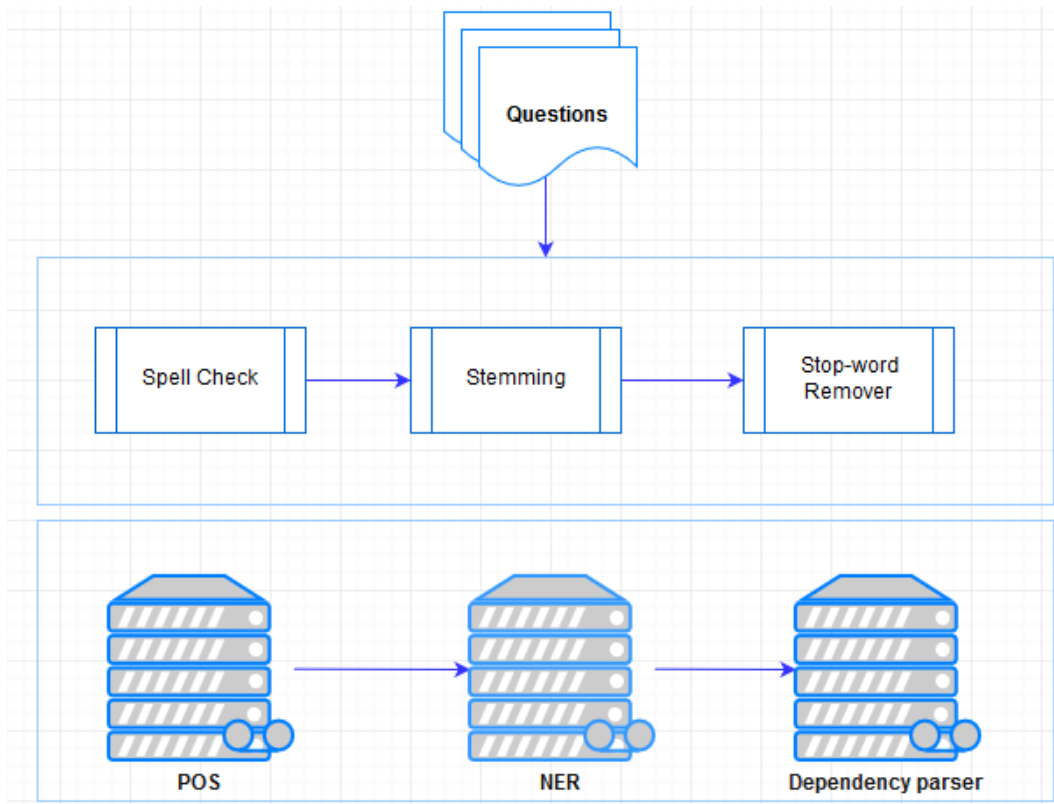 Questions
Spell Check
Stemming
Stop-word
Remover
POS
NER
Dependency parser